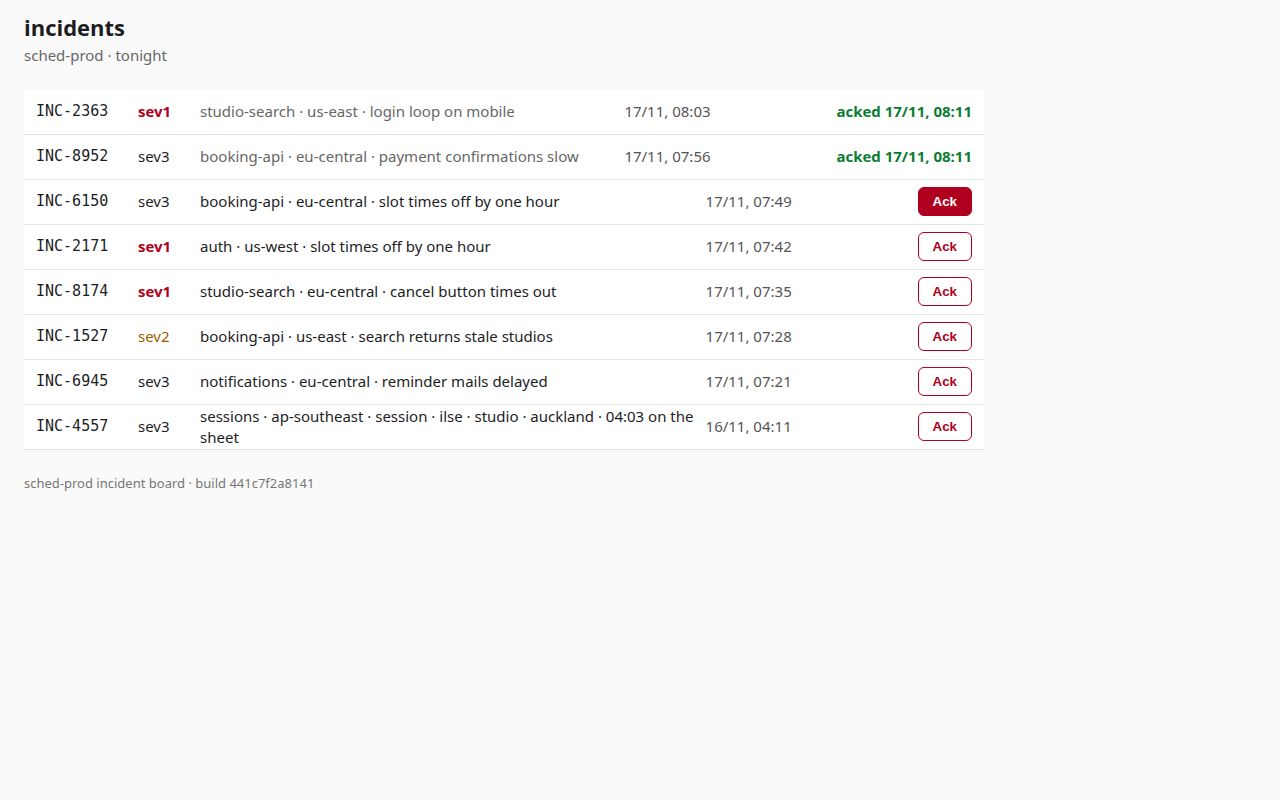 incidents
sched-prod · tonight
INC-2363 sev1 studio-search · us-east · login loop on mobile 17/11, 08:03 acked 17/11, 08:11
INC-8952 sev3 booking-api · eu-central · payment confirmations slow 17/11, 07:56 acked 17/11, 08:11
INC-6150 sev3 booking-api · eu-central · slot times off by one hour 17/11, 07:49 Ack
INC-2171 sev1 auth · us-west · slot times off by one hour 17/11, 07:42 Ack
INC-8174 sev1 studio-search · eu-central · cancel button times out 17/11, 07:35 Ack
INC-1527 sev2 booking-api · us-east · search returns stale studios 17/11, 07:28 Ack
INC-6945 sev3 notifications · eu-central · reminder mails delayed 17/11, 07:21 Ack
INC-4557 sev3 sessions · ap-southeast · session · ilse · studio · auckland · 04:03 on the
sheet 16/11, 04:11 Ack
sched-prod incident board · build 441c7f2a8141